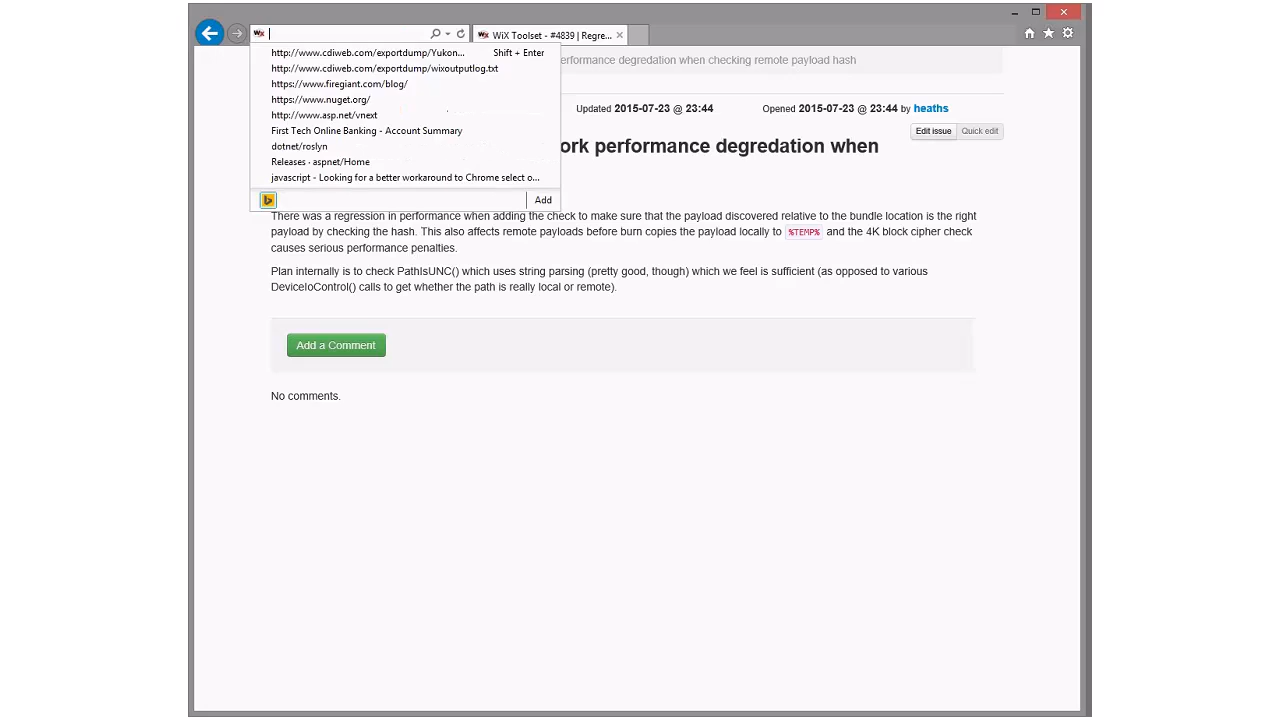 WiX Toolset - #4839 | Regre...
http://www.cdiweb.com/exportdump/Yukon... Shift + Enter
http://www.cdiweb.com/exportdump/wixoutputlog.txt
https://www.firegiant.com/blog/
https://www.nuget.org/
http://www.asp.net/vnext
First Tech Online Banking - Account Summary
dotnet/roslyn
Releases · aspnet/Home
javascript - Looking for a better workaround to Chrome select o...
Add
erformance degredation when checking remote payload hash
Updated 2015-07-23 @ 23:44 Opened 2015-07-23 @ 23:44 by heaths
Edit issue Quick edit
ork performance degredation when
There was a regression in performance when adding the check to make sure that the payload discovered relative to the bundle location is the right
payload by checking the hash. This also affects remote payloads before burn copies the payload locally to %TEMP% and the 4K block cipher check
causes serious performance penalties.
Plan internally is to check PathIsUNC() which uses string parsing (pretty good, though) which we feel is sufficient (as opposed to various
DeviceIoControl() calls to get whether the path is really local or remote).
Add a Comment
No comments.